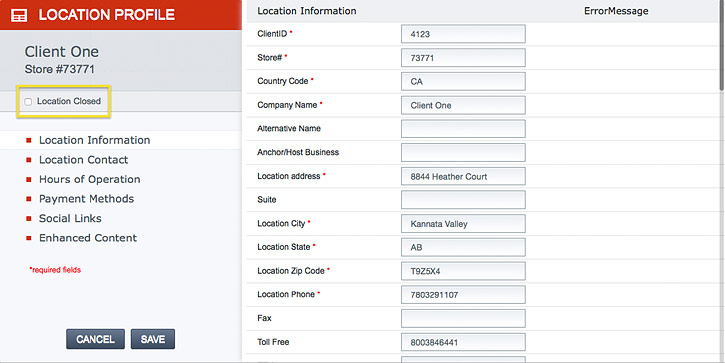 LOCATION PROFILE
Client One
Store #73771
Location Closed
Location Information
Location Contact
Hours of Operation
Payment Methods
Social Links
Enhanced Content
*required fields
CANCEL SAVE
Location Information ErrorMessage
ClientID * 4123
Store# * 73771
Country Code * CA
Company Name * Client One
Alternative Name
Anchor/Host Business
Location address * 8844 Heather Court
Suite
Location City * Kannata Valley
Location State * AB
Location Zip Code * T9Z5X4
Location Phone * 7803291107
Fax
Toll Free 8003846441